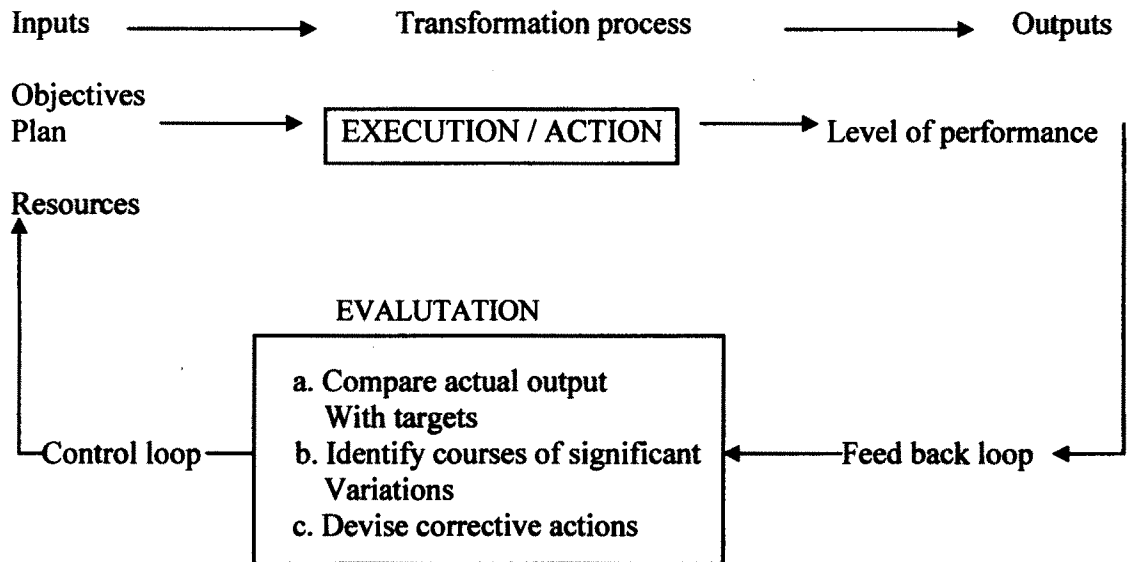 Inputs Transformation process Outputs
Objectives
Plan EXECUTION / ACTION Level of performance
Resources
EVALUTATION
a. Compare actual output
With targets
Control loop b. Identify courses of significant Feed back loop
Variations
c. Devise corrective actions